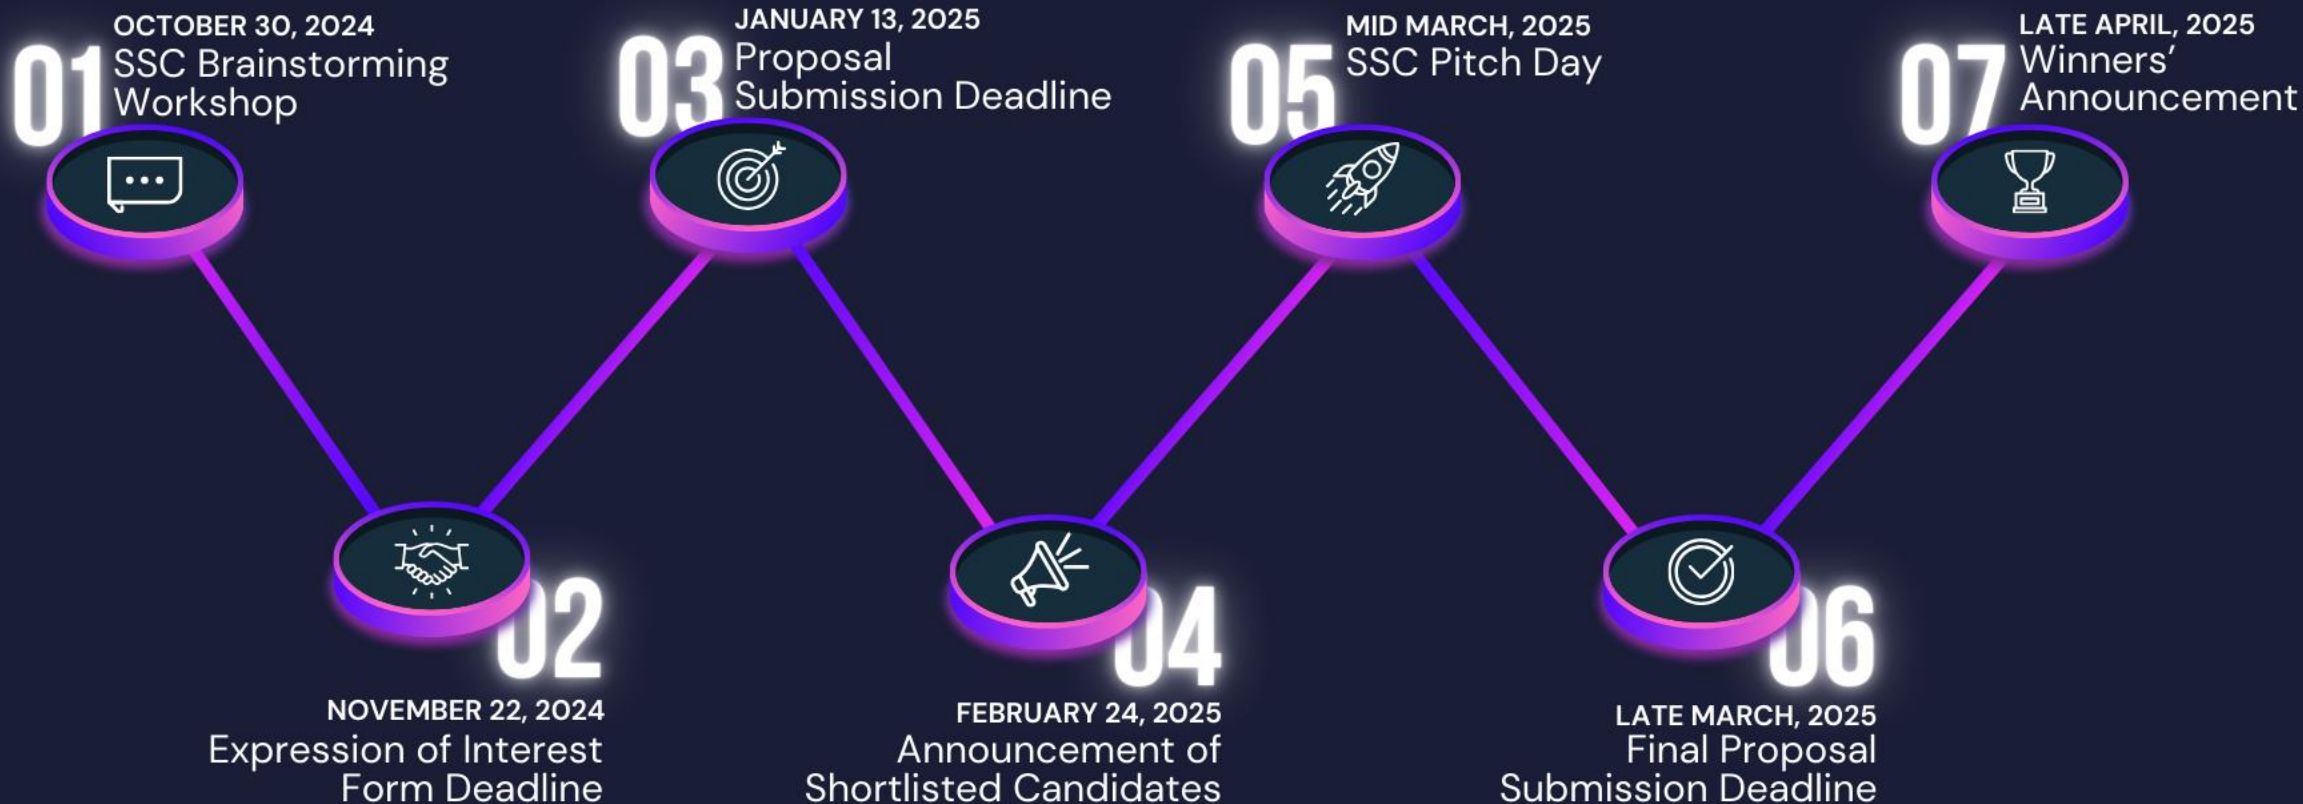 01
OCTOBER 30, 2024
SSC Brainstorming
Workshop
02
NOVEMBER 22, 2024
Expression of Interest
Form Deadline
03
JANUARY 13, 2025
Proposal
Submission Deadline
04
FEBRUARY 24, 2025
Announcement of
Shortlisted Candidates
05
MID MARCH, 2025
SSC Pitch Day
06
LATE MARCH, 2025
Final Proposal
Submission Deadline
07
LATE APRIL, 2025
Winners’
Announcement